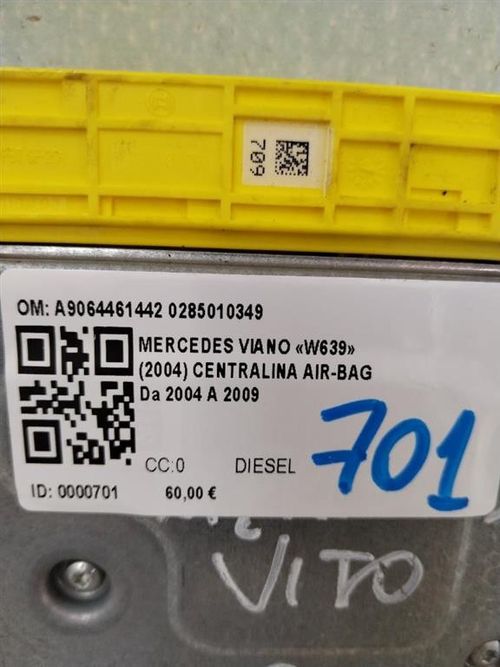 709
OM: A9064461442 0285010349
MERCEDES VIANO «W639»
(2004) CENTRALINA AIR-BAG
Da 2004 A 2009
CC:0 DIESEL
701
ID: 0000701 60,00 €
VITO